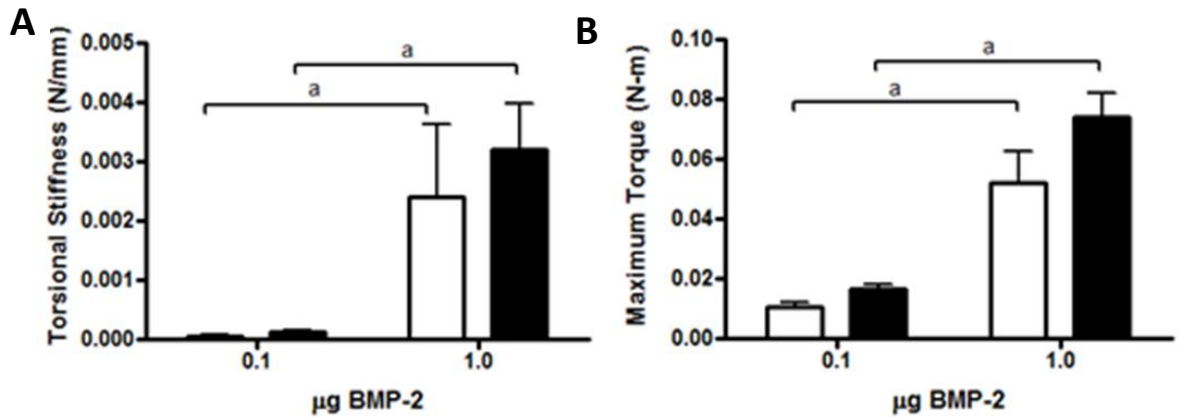 A
Torsional Stiffness (N/mm)
0.005
0.004
0.003
0.002
0.001
0.000
a
a
0.1
1.0
μg BMP-2
B
Maximum Torque (N-m)
0.10
0.08
0.06
0.04
0.02
0.00
a
a
0.1
1.0
μg BMP-2